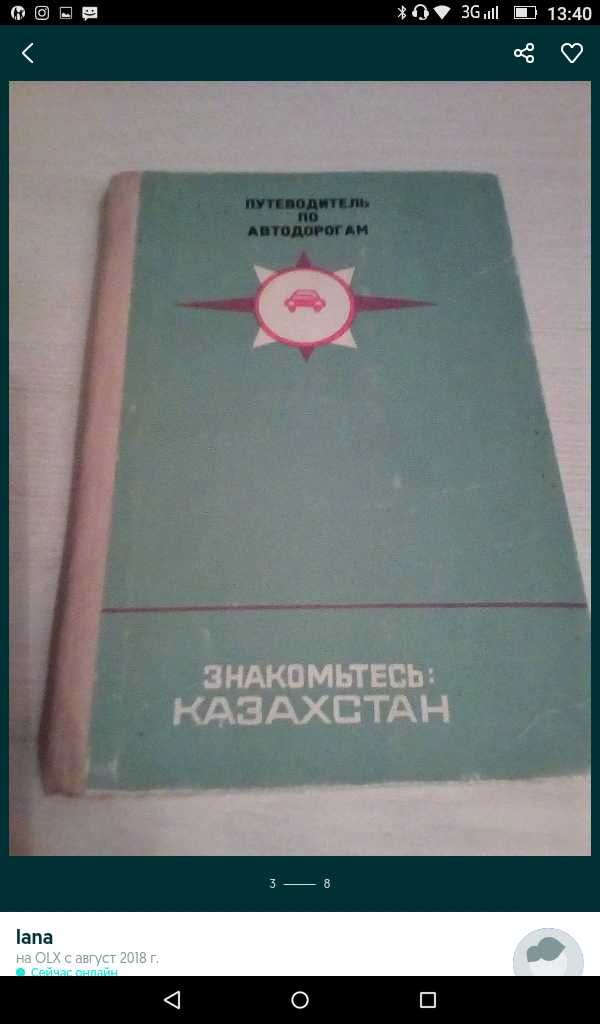 3G 13:40
ПУТЕВОДИТЕЛЬ
ПО
АВТОДОРОГАМ
ЗНАКОМЬТЕСЬ:
КАЗАХСТАН
3 8
lana
на OLX с август 2018 г.
Сейчас онлайн